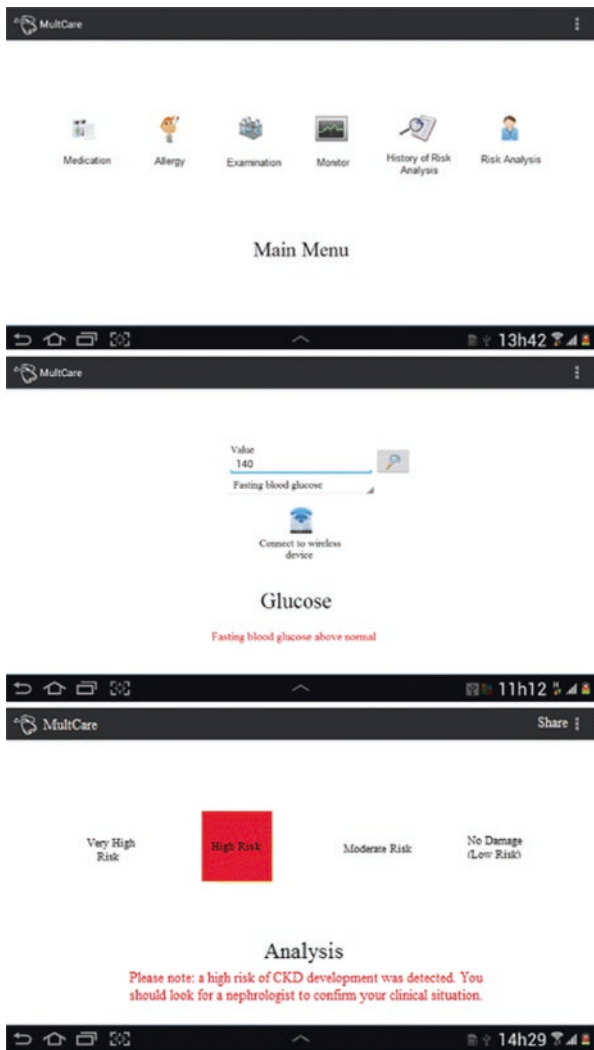 MultCare
Medication
Allergy
Examination
Monitor
History of Risk
Analysis
Risk Analysis
Main Menu
13h42
MultCare
Value
140
Fasting blood glucose
Connect to wireless
device
Glucose
Fasting blood glucose above normal
11h12
MultCare
Share
Very High
Risk
High Risk
Moderate Risk
No Damage
(Low Risk)
Analysis
Please note: a high risk of CKD development was detected. You
should look for a nephrologist to confirm your clinical situation.
14h29